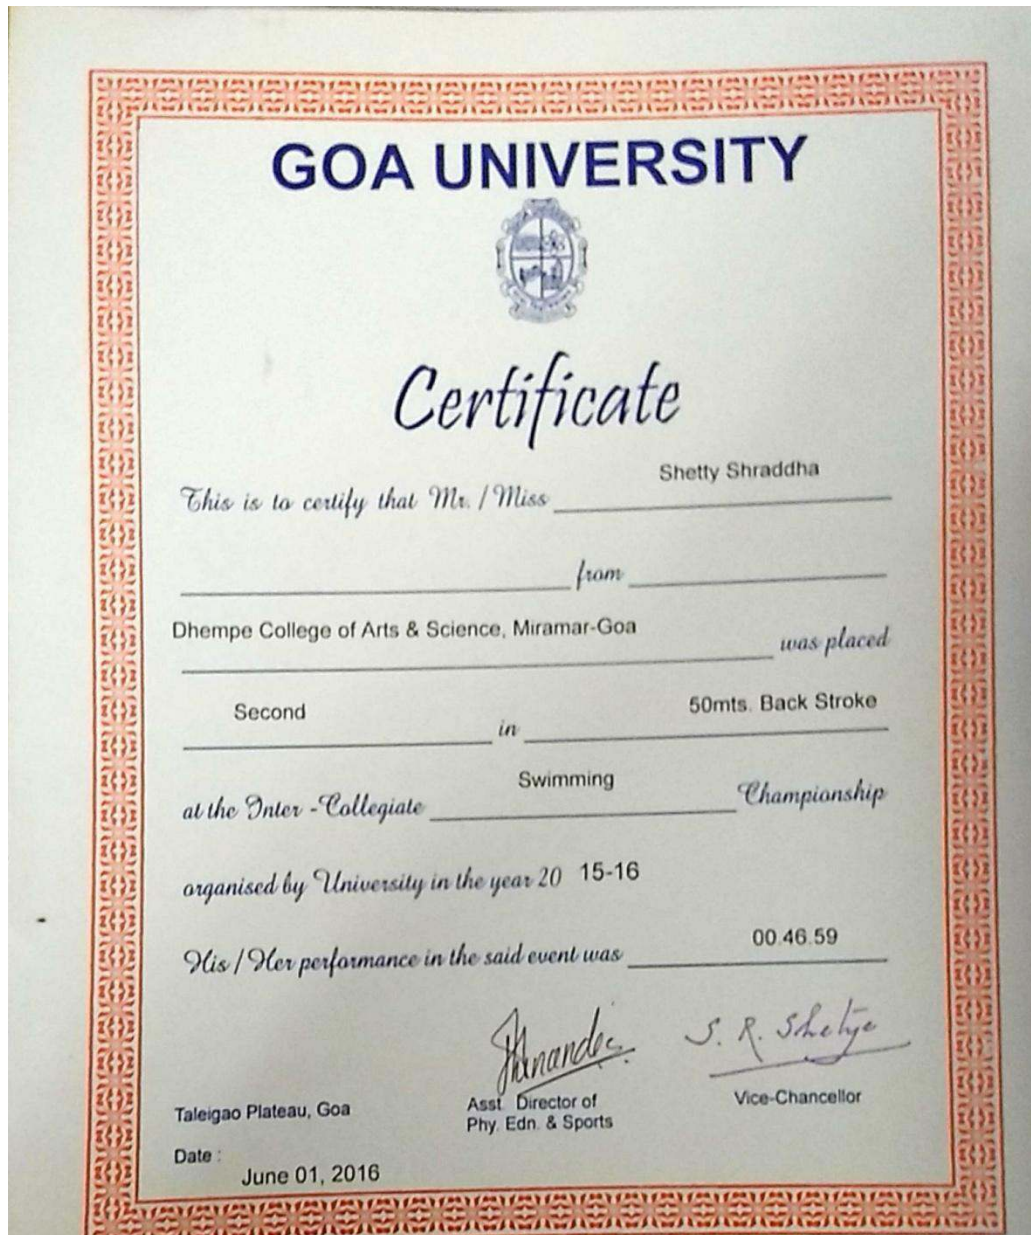 GOA UNIVERSITY
Certificate
Shetty Shraddha
This is to certify that Mr. / Miss
from
Dhempe College of Arts & Science, Miramar-Goa
was placed
Second in 50mts. Back Stroke
at the Inter - Collegiate Swimming Championship
organised by University in the year 20 15-16
His / Her performance in the said event was 00.46.59
S. R. Shetye
Asst. Director of
Phy. Edn. & Sports
Vice-Chancellor
Taleigao Plateau, Goa
Date :
June 01, 2016